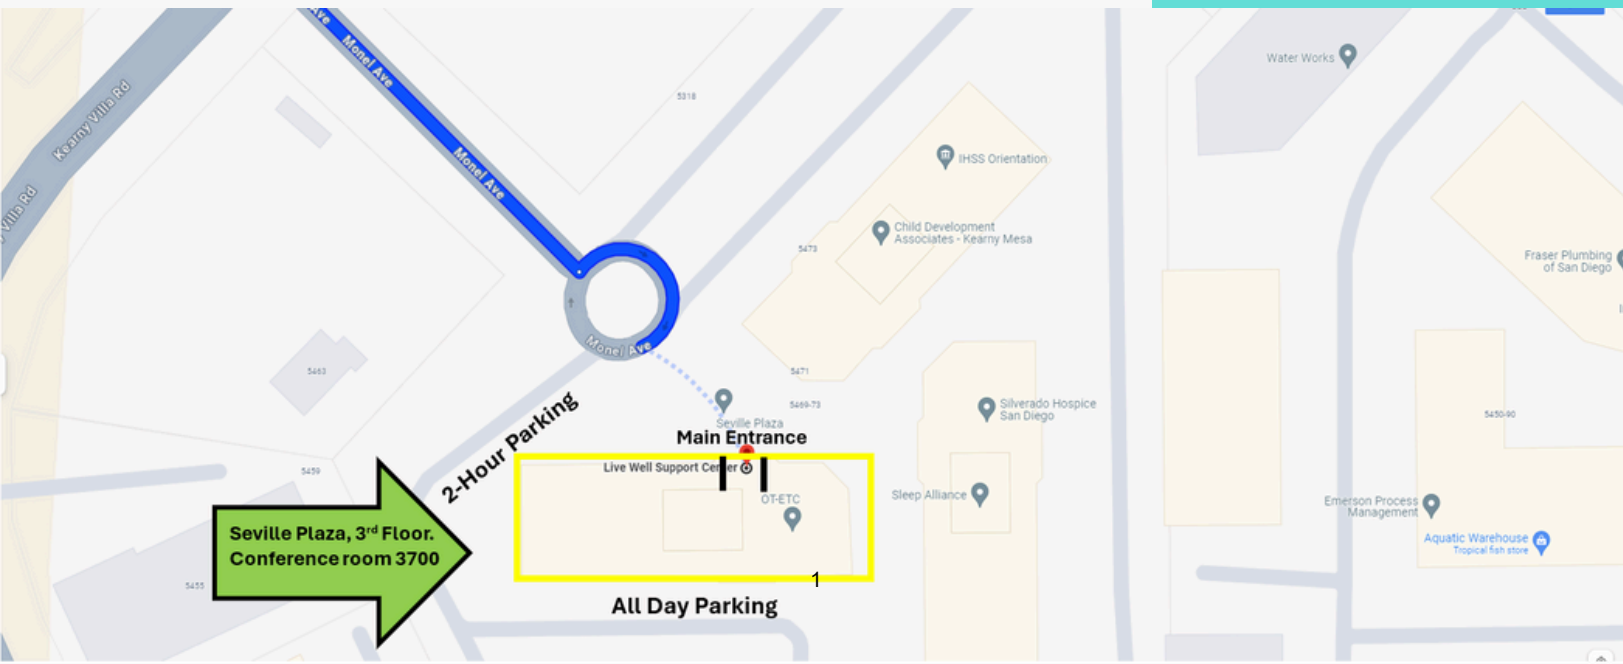 Ave
Monel Ave
Kearny Villa Rd
Monel Ave
Villa Rd
5318
Water Works
IHSS Orientation
Child Development
Associates - Kearny Mesa
5473
Fraser Plumbing
of San Diego
Monel Ave
5463
5471
5469-73
Seville Plaza
Silverado Hospice
San Diego
5450-90
2-Hour Parking
Main Entrance
Live Well Support Center
5459
OT-ETC
Sleep Alliance
Emerson Process
Management
Aquatic Warehouse
Tropical fish store
Seville Plaza, 3rd Floor.
Conference room 3700
5455
1
All Day Parking